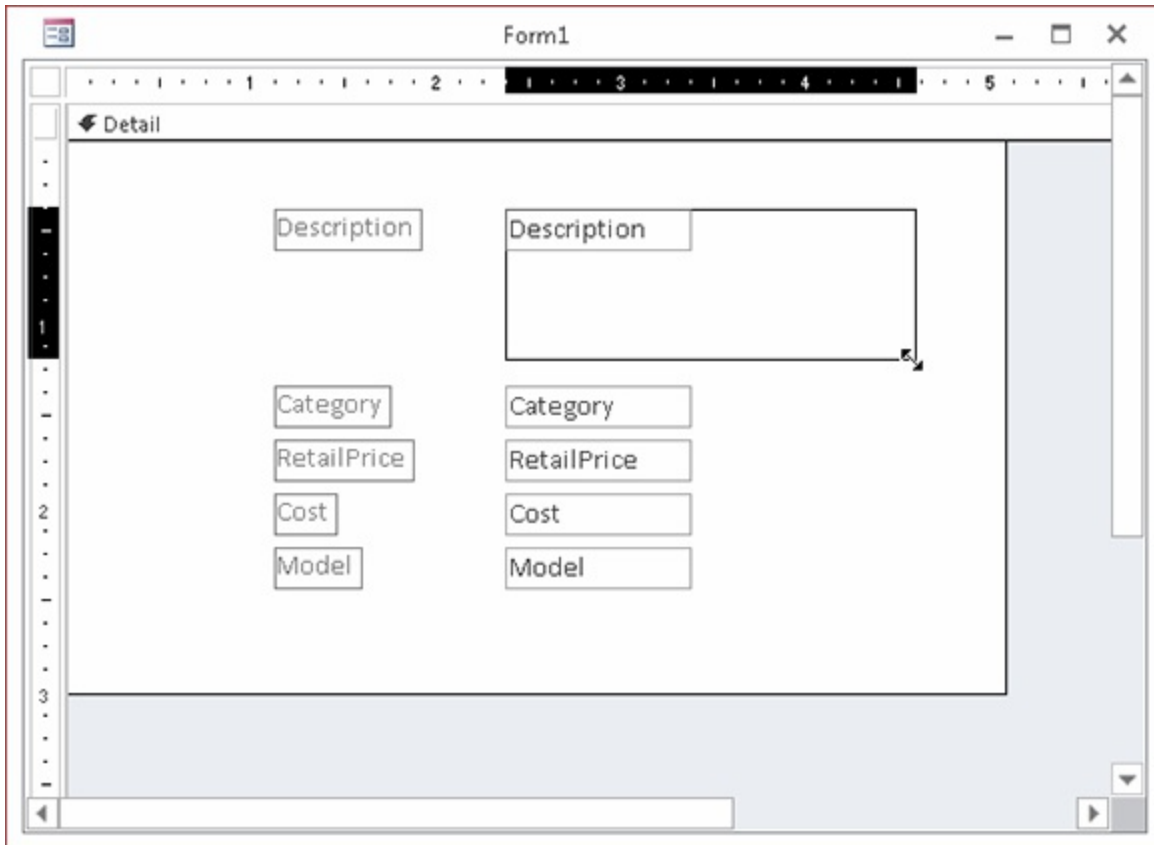 Form1
1 2 3 4 5
Detail
Description Description
1
Category Category
RetailPrice RetailPrice
2
Cost Cost
Model Model
3